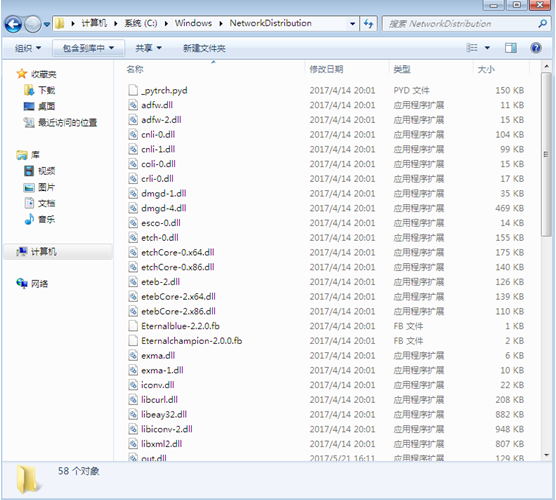 计算机 ▸ 系统 (C:) ▸ Windows ▸ NetworkDistribution
搜索 NetworkDistribution
组织 包含到库中 共享 新建文件夹
收藏夹
下载
桌面
最近访问的位置
库
视频
图片
文档
音乐
计算机
网络
名称 修改日期 类型 大小
_pytrch.pyd 2017/4/14 20:01 PYD 文件 150 KB
adfw.dll 2017/4/14 20:01 应用程序扩展 11 KB
adfw-2.dll 2017/4/14 20:01 应用程序扩展 15 KB
cnli-0.dll 2017/4/14 20:01 应用程序扩展 104 KB
cnli-1.dll 2017/4/14 20:01 应用程序扩展 99 KB
coli-0.dll 2017/4/14 20:01 应用程序扩展 15 KB
crli-0.dll 2017/4/14 20:01 应用程序扩展 17 KB
dmgd-1.dll 2017/4/14 20:01 应用程序扩展 35 KB
dmgd-4.dll 2017/4/14 20:01 应用程序扩展 469 KB
esco-0.dll 2017/4/14 20:01 应用程序扩展 14 KB
etch-0.dll 2017/4/14 20:01 应用程序扩展 155 KB
etchCore-0.x64.dll 2017/4/14 20:01 应用程序扩展 175 KB
etchCore-0.x86.dll 2017/4/14 20:01 应用程序扩展 140 KB
eteb-2.dll 2017/4/14 20:01 应用程序扩展 126 KB
etebCore-2.x64.dll 2017/4/14 20:01 应用程序扩展 139 KB
etebCore-2.x86.dll 2017/4/14 20:01 应用程序扩展 110 KB
Eternalblue-2.2.0.fb 2017/4/14 20:01 FB 文件 1 KB
Eternalchampion-2.0.0.fb 2017/4/14 20:01 FB 文件 2 KB
exma.dll 2017/4/14 20:01 应用程序扩展 6 KB
exma-1.dll 2017/4/14 20:01 应用程序扩展 10 KB
iconv.dll 2017/4/14 20:01 应用程序扩展 22 KB
libcurl.dll 2017/4/14 20:01 应用程序扩展 208 KB
libeay32.dll 2017/4/14 20:01 应用程序扩展 882 KB
libiconv-2.dll 2017/4/14 20:01 应用程序扩展 948 KB
libxml2.dll 2017/4/14 20:01 应用程序扩展 807 KB
out.dll 2017/5/21 16:11 应用程序扩展 129 KB
58 个对象